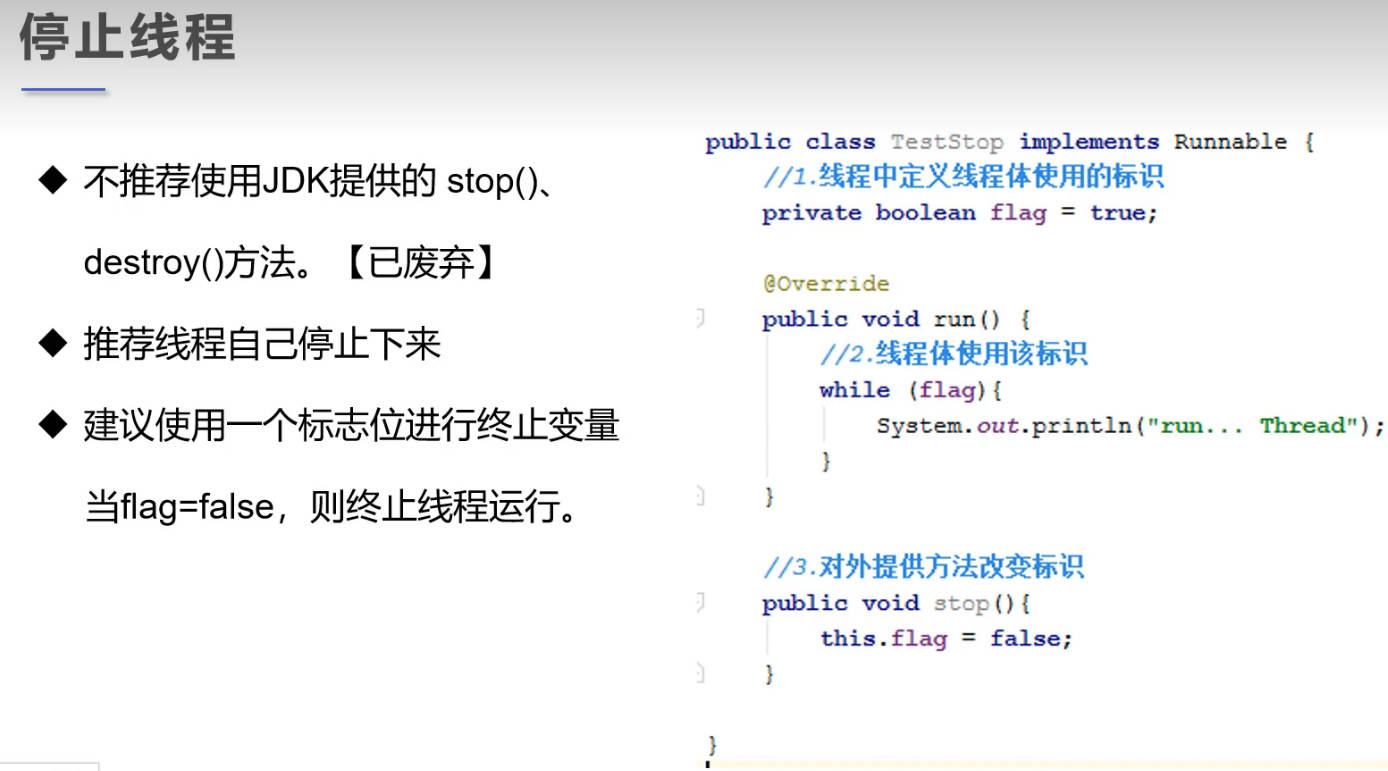 停止线程
◆ 不推荐使用JDK提供的 stop()、
destroy()方法。【已废弃】
◆ 推荐线程自己停止下来
◆ 建议使用一个标志位进行终止变量
当flag=false，则终止线程运行。
public class TestStop implements Runnable {
//1.线程中定义线程体使用的标识
private boolean flag = true;
@Override
public void run() {
//2.线程体使用该标识
while (flag){
System.out.println("run... Thread");
}
}
//3.对外提供方法改变标识
public void stop(){
this.flag = false;
}
}